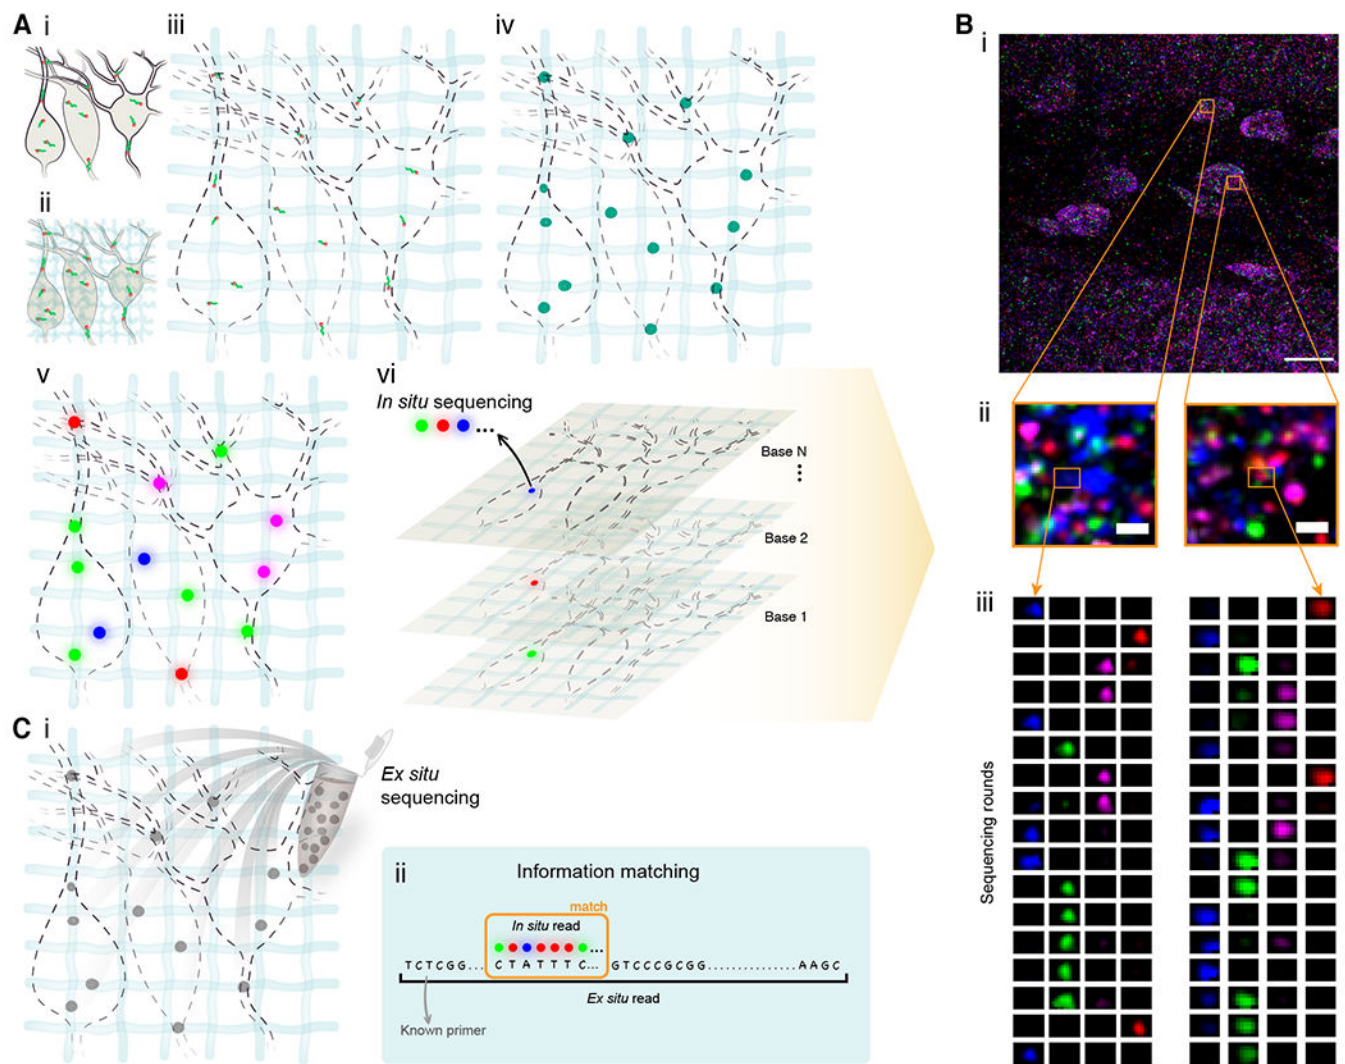 A
i
ii
iii
iv
v
vi
In situ sequencing
...
Base N
Base 2
Base 1
B
i
ii
iii
Sequencing rounds
C
i
Ex situ
sequencing
ii
Information matching
match
In situ read
...
TCTCGG... CTATTTC... GTCCCGCGG...............AAGC
Ex situ read
Known primer